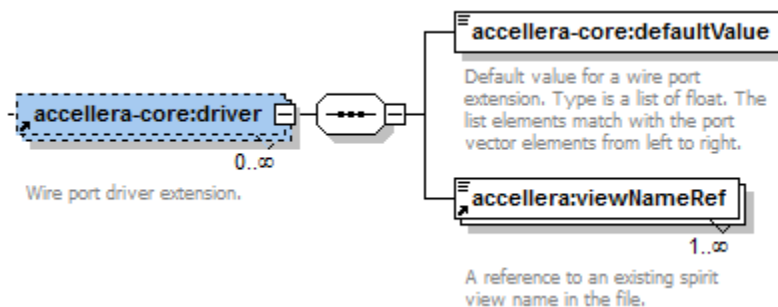 accellera-core:defaultValue
Default value for a wire port
extension. Type is a list of float. The
list elements match with the port
vector elements from left to right.
accellera-core:driver
0..∞
Wire port driver extension.
accellera:viewNameRef
1..∞
A reference to an existing spirit
view name in the file.